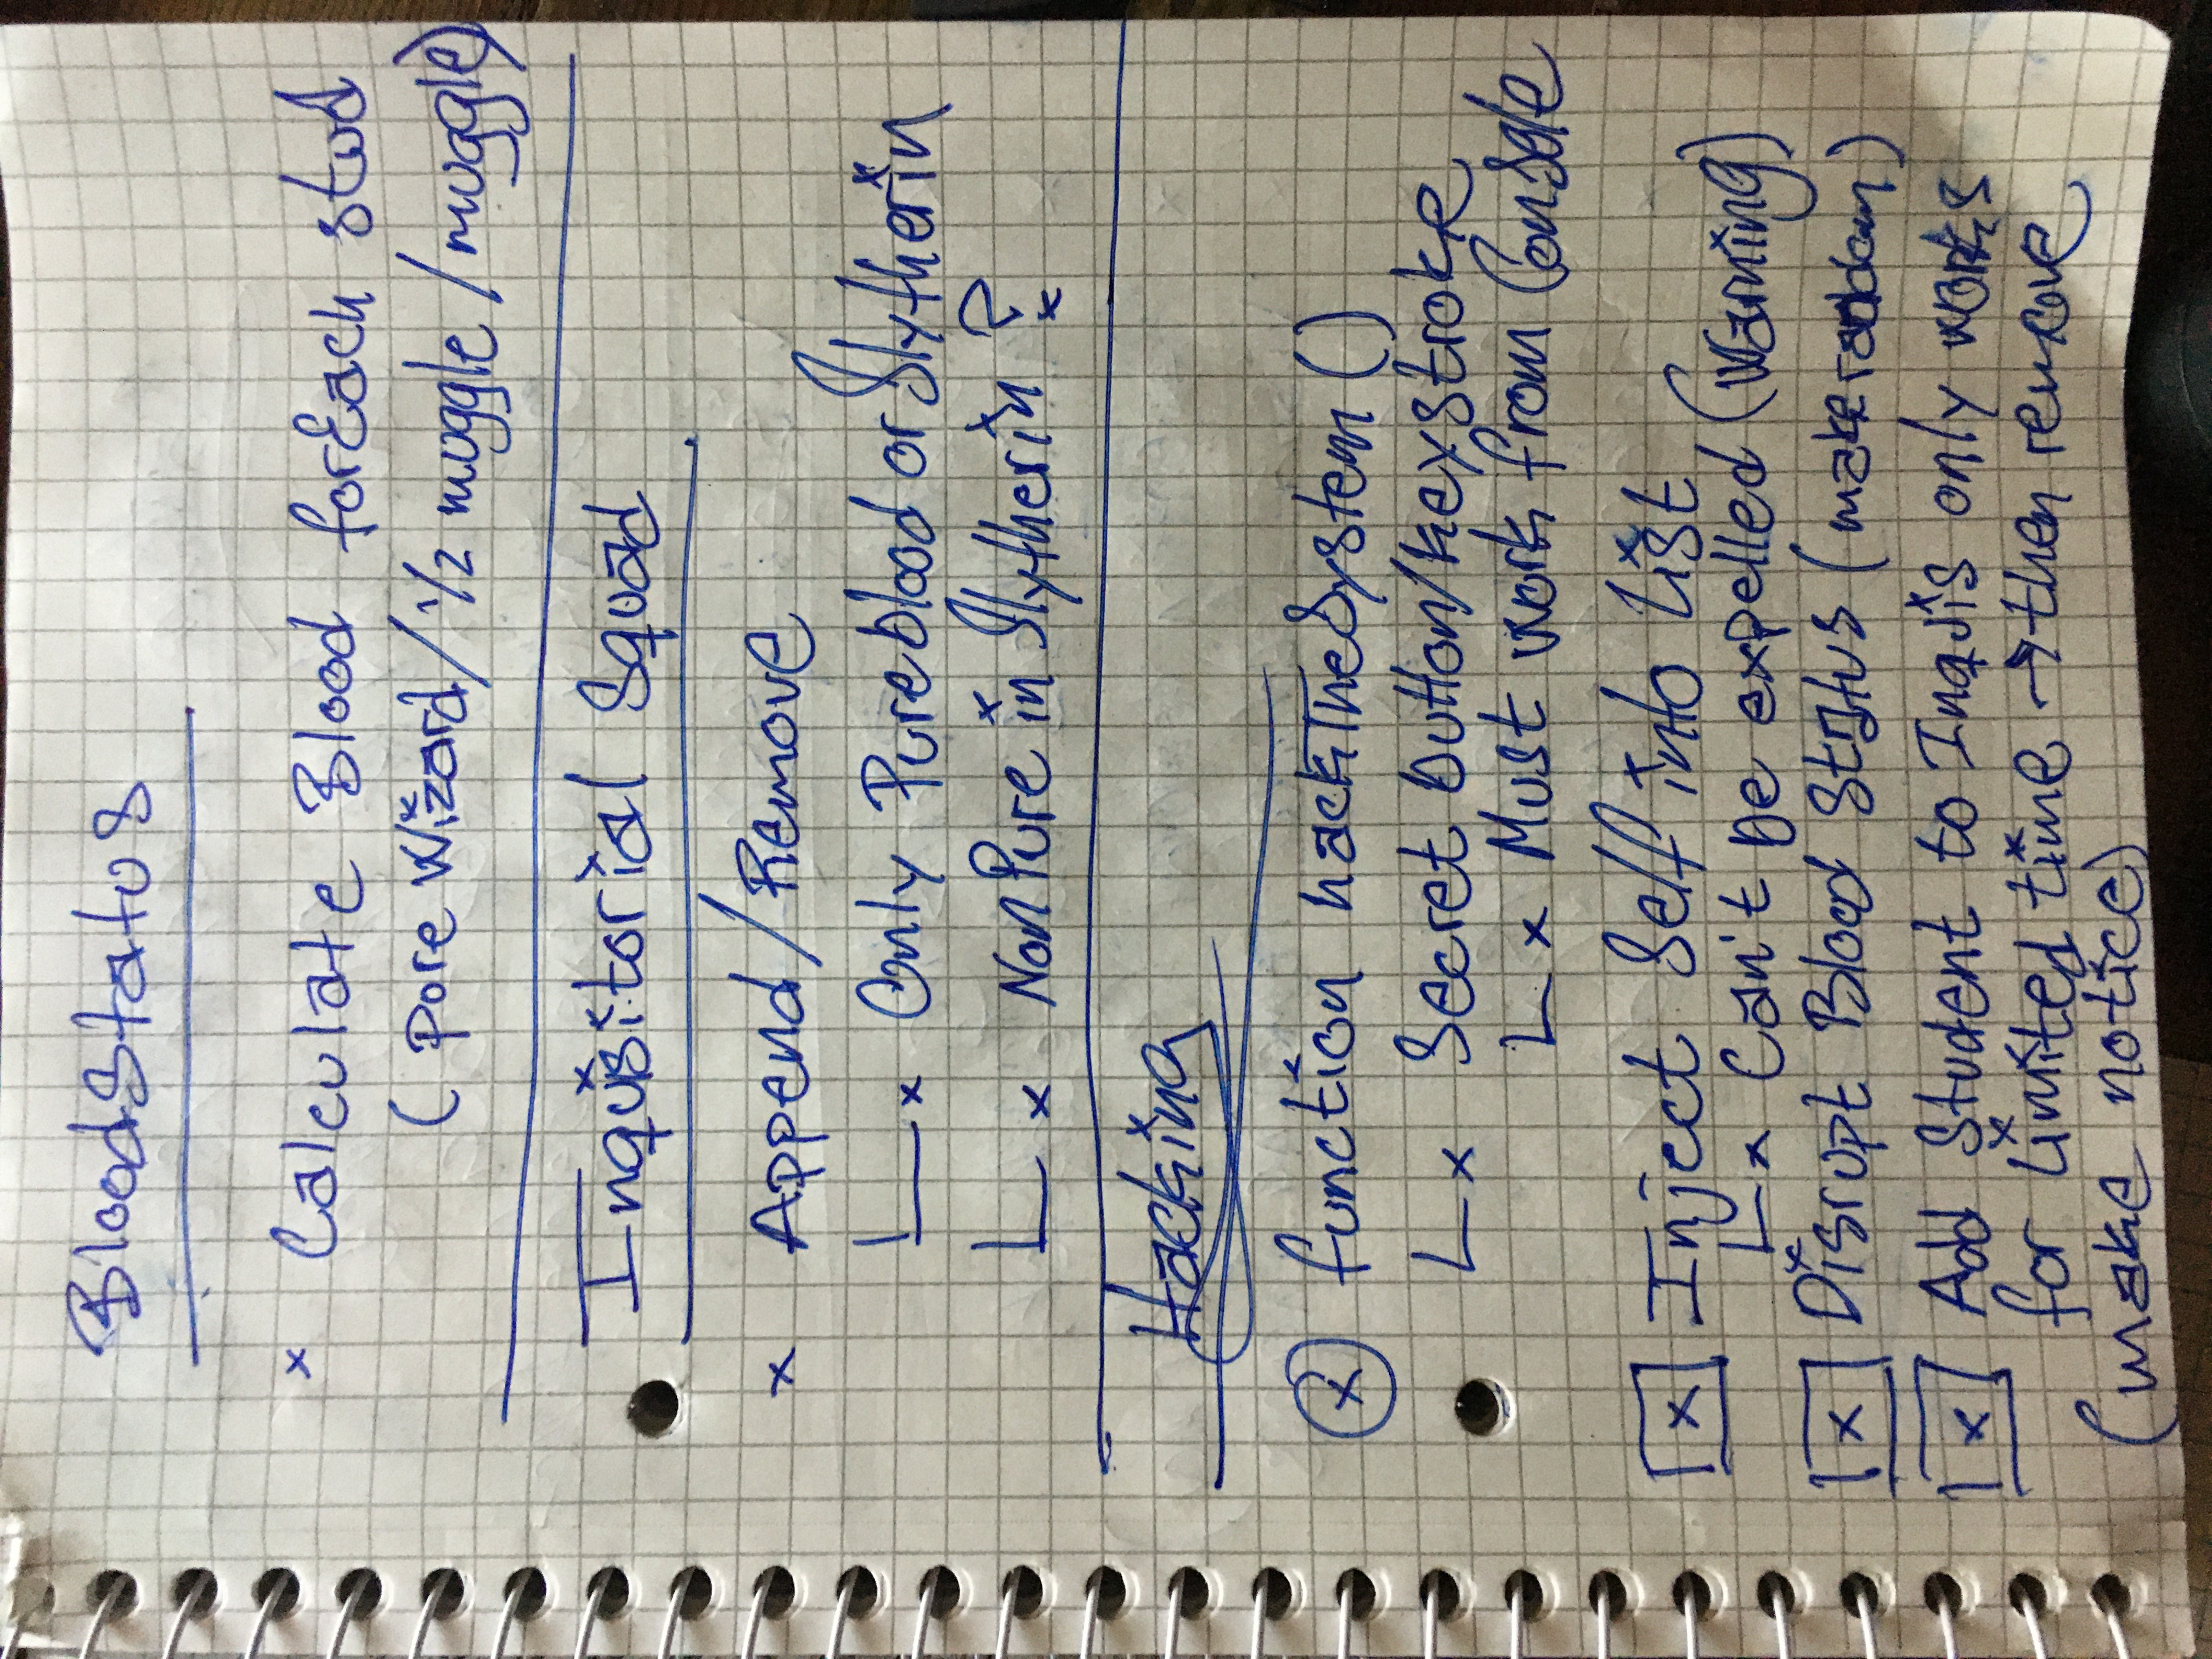 BloodStatus
x Calculate Blood forEach stud
(pore Wizard/ 1/2 muggle / muggle)
Inquisitorial Squad
x Append/Remove
L x Only Pureblood or Slytherin
L x NonPure in Slytherin ?
Hacking
x function hackTheSystem()
L x Secret Button/keystroke
L x Must work from Console
x Inject Self into List
L x Can't be expelled (Warning)
x Disrupt Blood Status (make random)
x Add Student to Inquis only works
for limited time → then remove
(make notice)